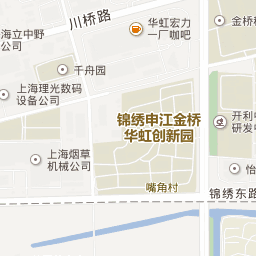 川桥路
华虹宏力
一厂咖吧
金桥
海立中野
公司
千舟园
上海理光数码
设备公司
锦绣申江金桥
华虹创新园
开利
研发
上海烟草
机械公司
怡
嘴角村
锦绣东路